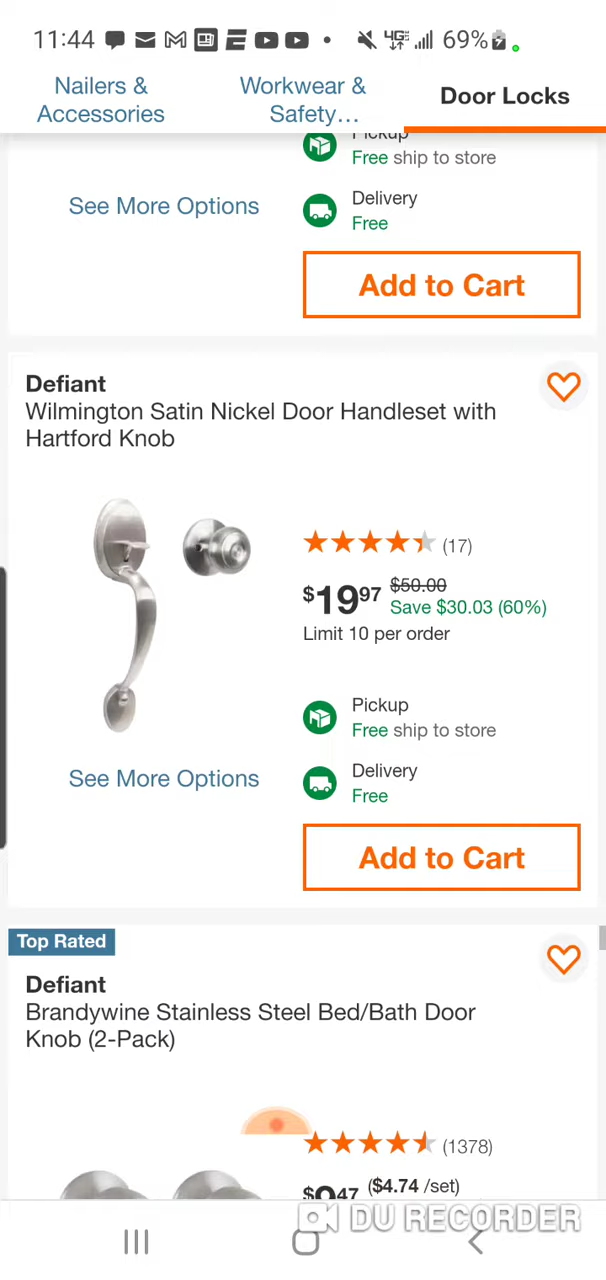 11:44
69%
Nailers & Accessories
Workwear & Safety...
Door Locks
Pickup
Free ship to store
See More Options
Delivery
Free
Add to Cart
Defiant
Wilmington Satin Nickel Door Handleset with
Hartford Knob
(17)
$19 97 $50.00
Save $30.03 (60%)
Limit 10 per order
Pickup
Free ship to store
See More Options
Delivery
Free
Add to Cart
Top Rated
Defiant
Brandywine Stainless Steel Bed/Bath Door
Knob (2-Pack)
(1378)
($4.74 /set)
DU RECORDER